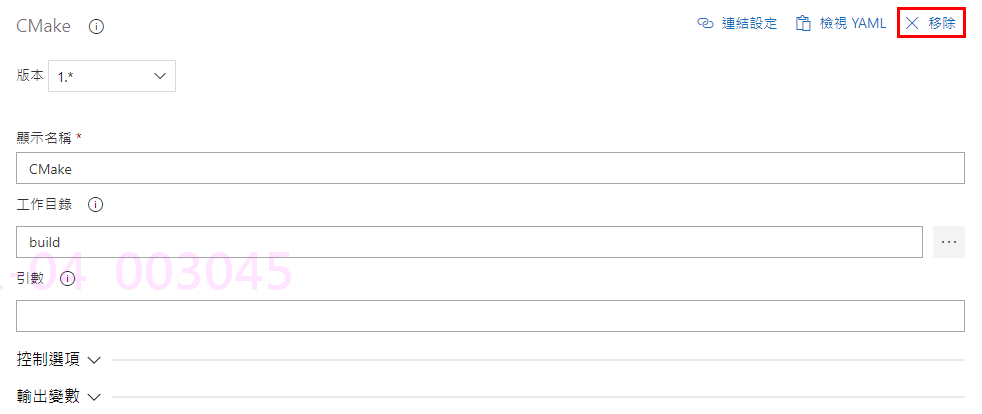 CMake
連結設定 檢視 YAML 移除
版本 1.*
顯示名稱 *
CMake
工作目錄
build
...
-04 003045
引數
控制選項
輸出變數